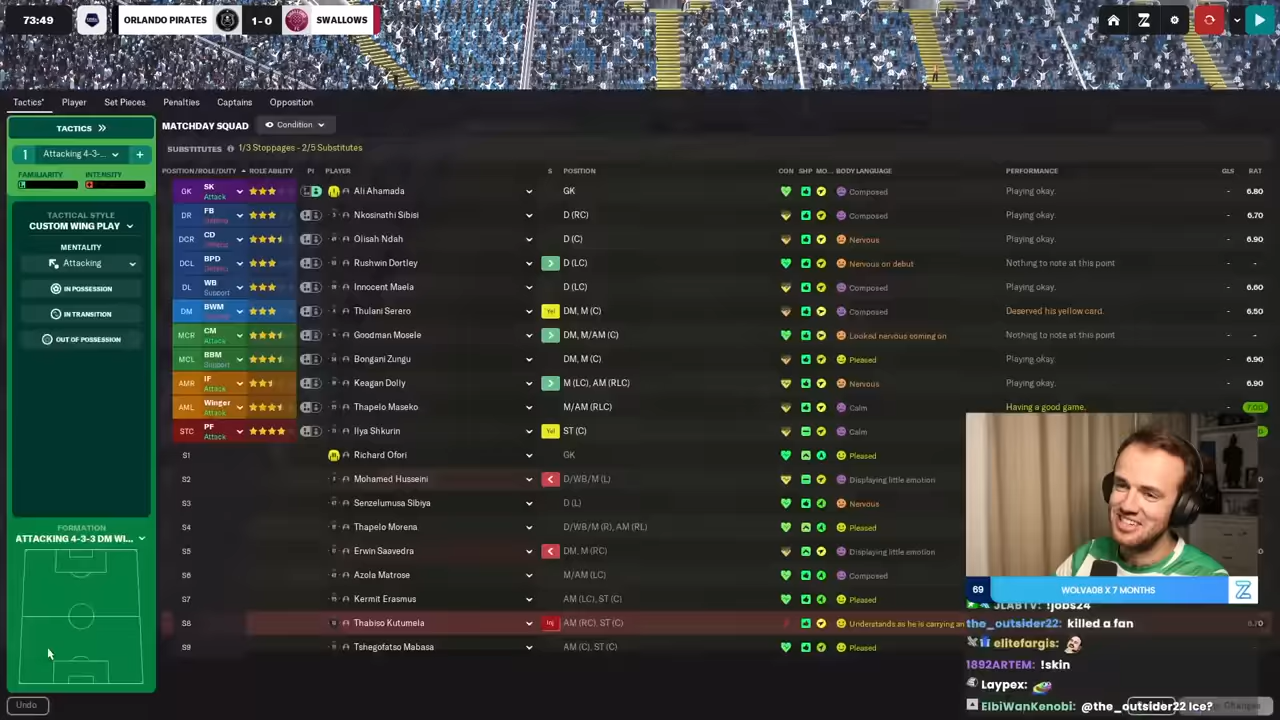 73:49 ORLANDO PIRATES 1 - 0 SWALLOWS Z
Tactics* Player Set Pieces Penalties Captains Opposition
TACTICS MATCHDAY SQUAD Condition
SUBSTITUTES 1/3 Stoppages - 2/5 Substitutes
1 Attacking 4-3-...
FAMILIARITY INTENSITY
POSITION/ROLE/DUTY ROLE ABILITY PI PLAYER S POSITION CON SHP MO... BODY LANGUAGE PERFORMANCE GLS RAT
GK SK Attack Ali Ahamada GK Composed Playing okay. - 6.80
DR FB Nkosinathi Sibisi D (RC) Composed Playing okay. - 6.70
DCR CD Olisah Ndah D (C) Nervous Playing okay. - 6.90
DCL BPD Rushwin Dortley D (LC) Nervous on debut Nothing to note at this point - -
DL WB Support Innocent Maela D (LC) Composed Playing okay. - 6.60
DM BWM Thulani Serero Yel DM, M (C) Composed Deserved his yellow card. - 6.50
MCR CM Attack Goodman Mosele DM, M/AM (C) Looked nervous coming on Nothing to note at this point - -
MCL BBM Support Bongani Zungu DM, M (C) Pleased Playing okay. - 6.90
AMR IF Attack Keagan Dolly M (LC), AM (RLC) Nervous Playing okay. - 6.90
AML Winger Attack Thapelo Maseko M/AM (RLC) Calm Having a good game. - 7.00
STC PF Attack Ilya Shkurin Yel ST (C) Calm
S1 Richard Ofori GK Pleased
S2 Mohamed Husseini D/WB/M (L) Displaying little emotion
S3 Senzelumusa Sibiya D (L) Nervous
S4 Thapelo Morena D/WB/M (R), AM (RL) Pleased
S5 Erwin Saavedra DM, M (RC) Displaying little emotion
S6 Azola Matrose M/AM (LC) Composed
S7 Kermit Erasmus AM (LC), ST (C) Pleased
S8 Thabiso Kutumela Inj AM (RC), ST (C) Understands as he is carrying an
S9 Tshegofatso Mabasa AM (C), ST (C) Pleased
TACTICAL STYLE
CUSTOM WING PLAY
MENTALITY
Attacking
IN POSSESSION
IN TRANSITION
OUT OF POSSESSION
FORMATION
ATTACKING 4-3-3 DM WI...
Undo
69 WOLVA08 X 7 MONTHS Z
JLABTV: !jobs24
the_outsider22: killed a fan
elitefargis:
1892ARTEM: !skin
Laypex:
ElbiWanKenobi: @the_outsider22 Ice?